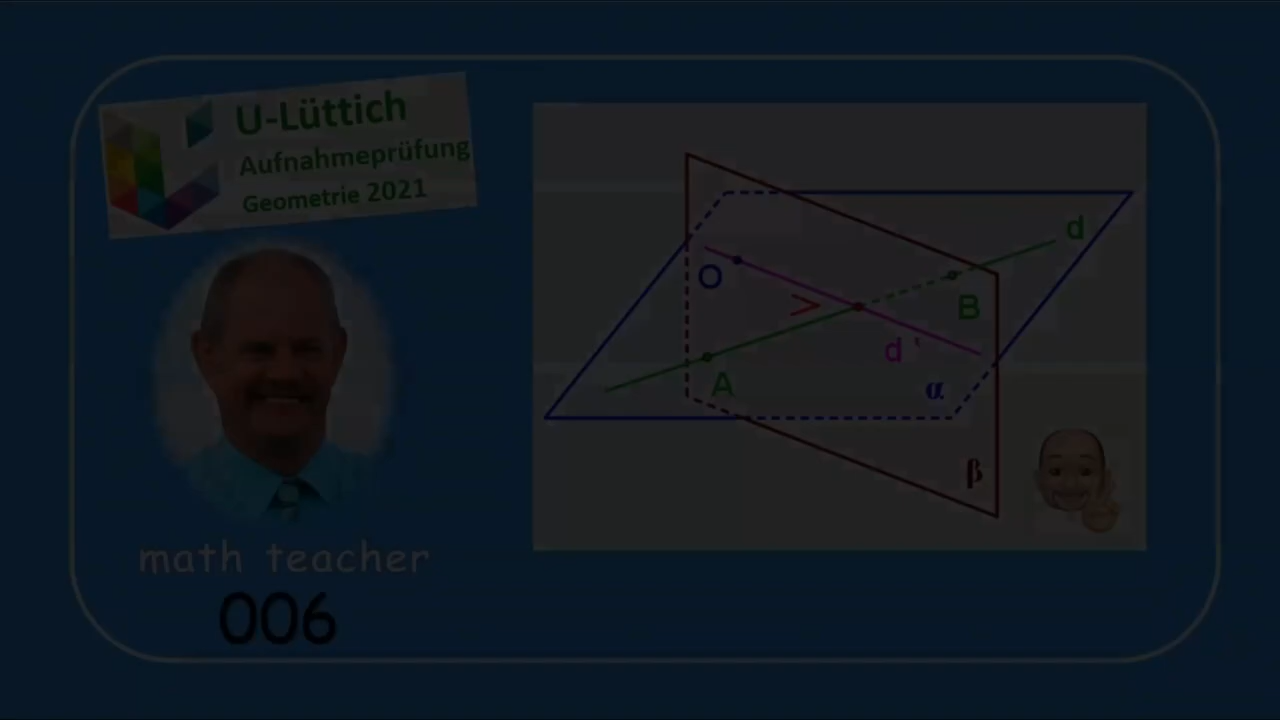 U-Lüttich
Aufnahmeprüfung
Geometrie 2021
math teacher
006
d
O
B
d'
A
α
β